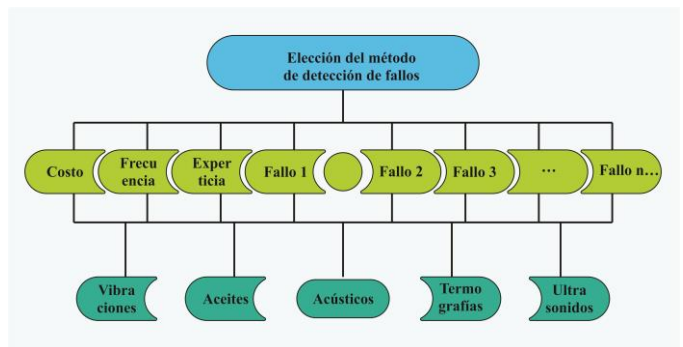 Elección del método
de detección de fallos
Costo
Frecu
encia
Exper
ticia
Fallo 1
Fallo 2
Fallo 3
...
Fallo n...
Vibra
ciones
Aceites
Acústicos
Termo
grafías
Ultra
sonidos